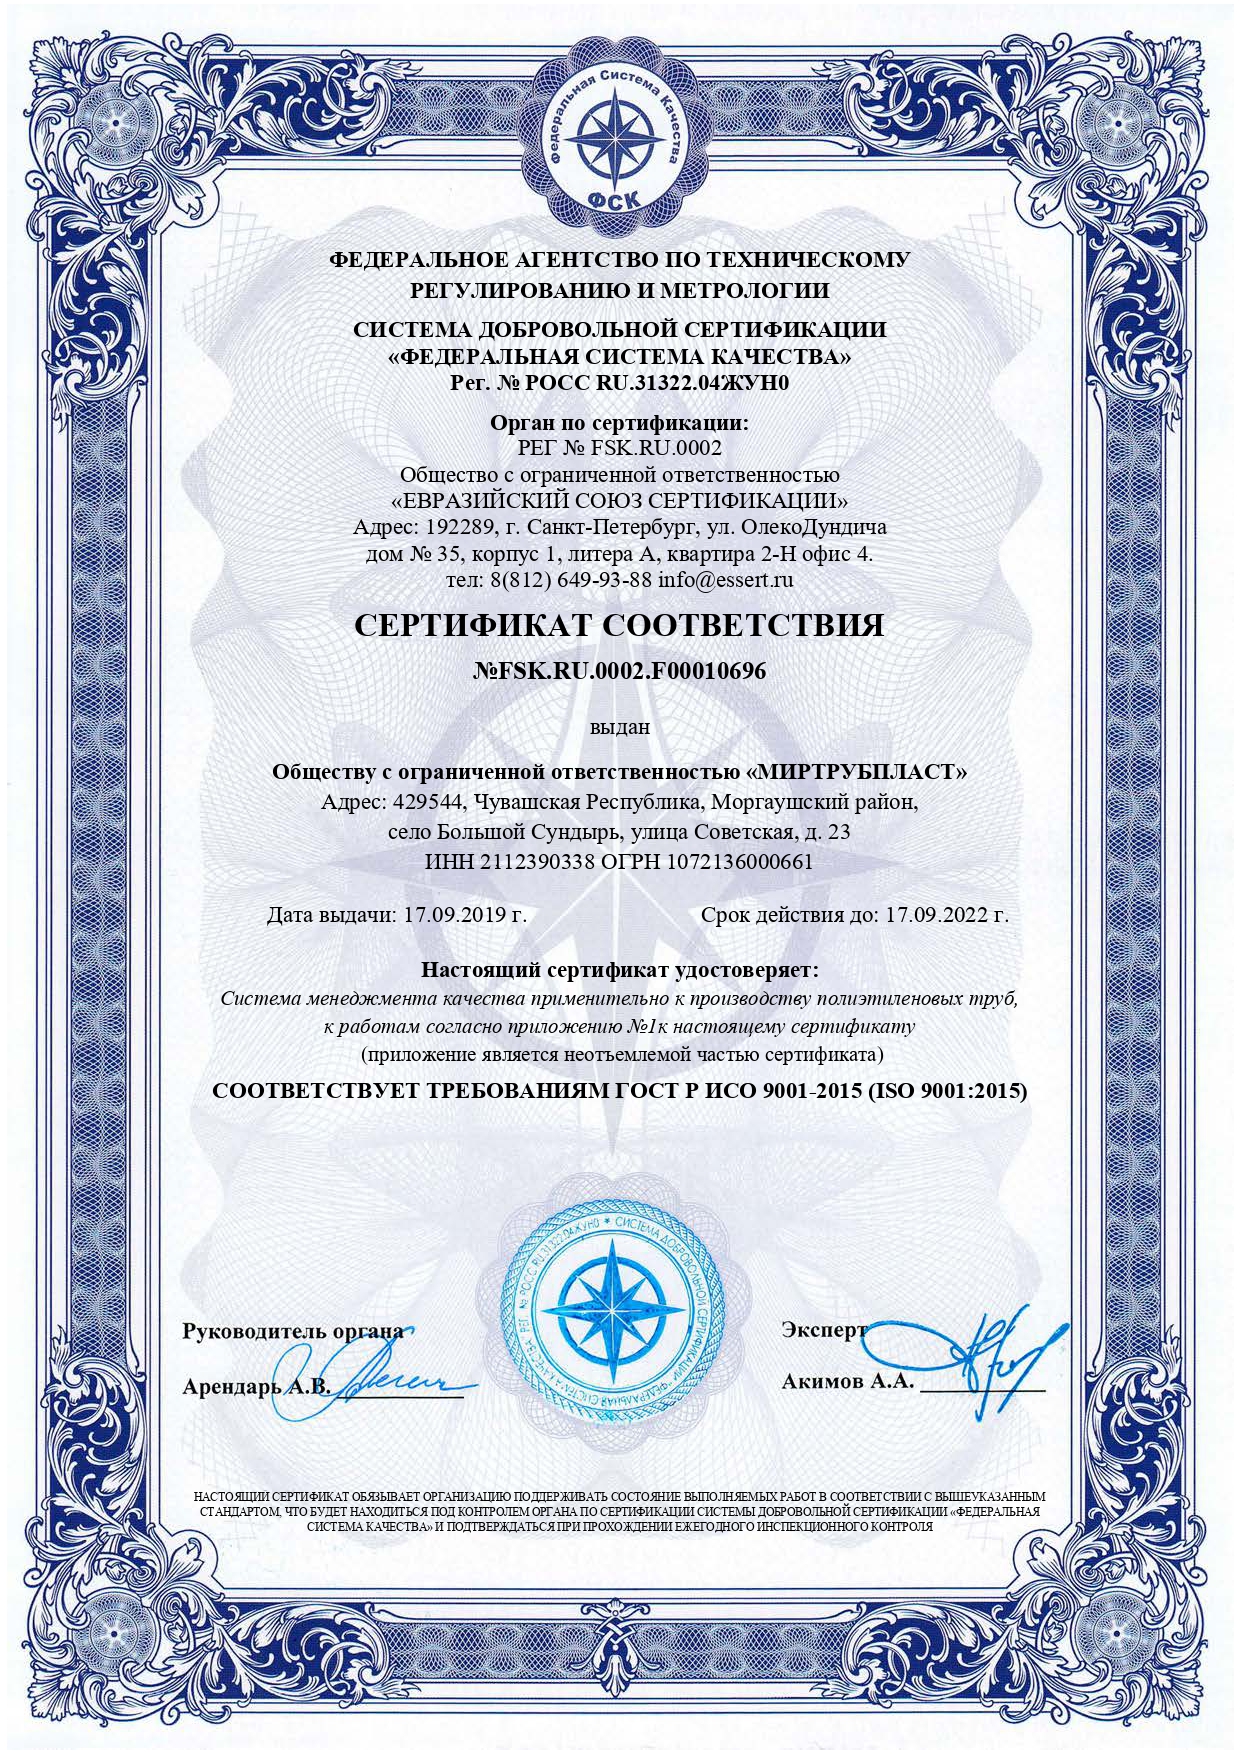 Федеральная Система Качества
ФСК
ФЕДЕРАЛЬНОЕ АГЕНТСТВО ПО ТЕХНИЧЕСКОМУ
РЕГУЛИРОВАНИЮ И МЕТРОЛОГИИ
СИСТЕМА ДОБРОВОЛЬНОЙ СЕРТИФИКАЦИИ
«ФЕДЕРАЛЬНАЯ СИСТЕМА КАЧЕСТВА»
Рег. № РОСС RU.31322.04ЖУН0
Орган по сертификации:
РЕГ № FSK.RU.0002
Общество с ограниченной ответственностью
«ЕВРАЗИЙСКИЙ СОЮЗ СЕРТИФИКАЦИИ»
Адрес: 192289, г. Санкт-Петербург, ул. ОлекоДундича
дом № 35, корпус 1, литера А, квартира 2-Н офис 4.
тел: 8(812) 649-93-88 info@essert.ru
СЕРТИФИКАТ СООТВЕТСТВИЯ
№FSK.RU.0002.F00010696
выдан
Обществу с ограниченной ответственностью «МИРТРУБПЛАСТ»
Адрес: 429544, Чувашская Республика, Моргаушский район,
село Большой Сундырь, улица Советская, д. 23
ИНН 2112390338 ОГРН 1072136000661
Дата выдачи: 17.09.2019 г. Срок действия до: 17.09.2022 г.
Настоящий сертификат удостоверяет:
Система менеджмента качества применительно к производству полиэтиленовых труб,
к работам согласно приложению №1к настоящему сертификату
(приложение является неотъемлемой частью сертификата)
СООТВЕТСТВУЕТ ТРЕБОВАНИЯМ ГОСТ Р ИСО 9001-2015 (ISO 9001:2015)
СИСТЕМА ДОБРОВОЛЬНОЙ СЕРТИФИКАЦИИ "ФЕДЕРАЛЬНАЯ СИСТЕМА КАЧЕСТВА" РЕГ. № РОСС RU.31322.04ЖУН0
Руководитель органа
Арендарь А.В.
Эксперт
Акимов А.А.
НАСТОЯЩИЙ СЕРТИФИКАТ ОБЯЗЫВАЕТ ОРГАНИЗАЦИЮ ПОДДЕРЖИВАТЬ СОСТОЯНИЕ ВЫПОЛНЯЕМЫХ РАБОТ В СООТВЕТСТВИИ С ВЫШЕУКАЗАННЫМ
СТАНДАРТОМ, ЧТО БУДЕТ НАХОДИТЬСЯ ПОД КОНТРОЛЕМ ОРГАНА ПО СЕРТИФИКАЦИИ СИСТЕМЫ ДОБРОВОЛЬНОЙ СЕРТИФИКАЦИИ «ФЕДЕРАЛЬНАЯ
СИСТЕМА КАЧЕСТВА» И ПОДТВЕРЖДАТЬСЯ ПРИ ПРОХОЖДЕНИИ ЕЖЕГОДНОГО ИНСПЕКЦИОННОГО КОНТРОЛЯ